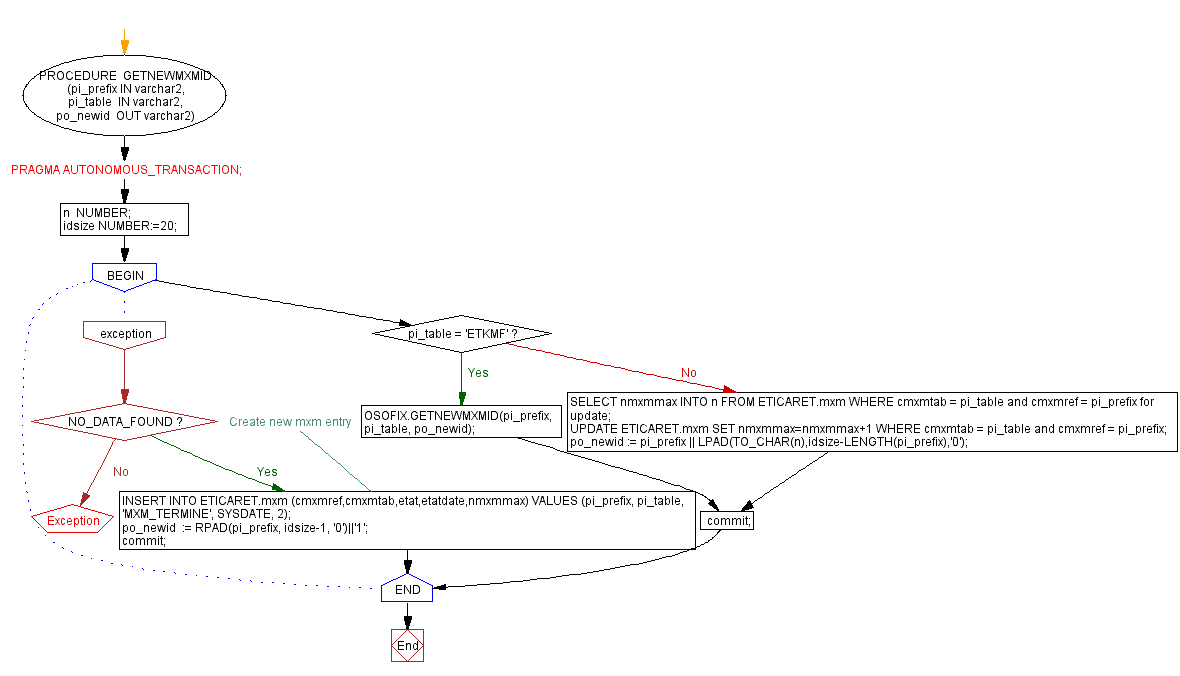 PROCEDURE GETNEWMXMID
(pi_prefix IN varchar2,
pi_table IN varchar2,
po_newid OUT varchar2)
PRAGMA AUTONOMOUS_TRANSACTION;
n NUMBER;
idsize NUMBER:=20;
BEGIN
exception
pi_table = 'ETKMF' ?
Yes
No
OSOFIX.GETNEWMXMID(pi_prefix,
pi_table, po_newid);
SELECT nmxmmax INTO n FROM ETICARET.mxm WHERE cmxmtab = pi_table and cmxmref = pi_prefix for
update;
UPDATE ETICARET.mxm SET nmxmmax=nmxmmax+1 WHERE cmxmtab = pi_table and cmxmref = pi_prefix;
po_newid := pi_prefix || LPAD(TO_CHAR(n),idsize-LENGTH(pi_prefix),'0');
NO_DATA_FOUND ?
Create new mxm entry
No
Yes
Exception
INSERT INTO ETICARET.mxm (cmxmref,cmxmtab,etat,etatdate,nmxmmax) VALUES (pi_prefix, pi_table,
'MXM_TERMINE', SYSDATE, 2);
po_newid := RPAD(pi_prefix, idsize-1, '0')||'1';
commit;
commit;
END
End